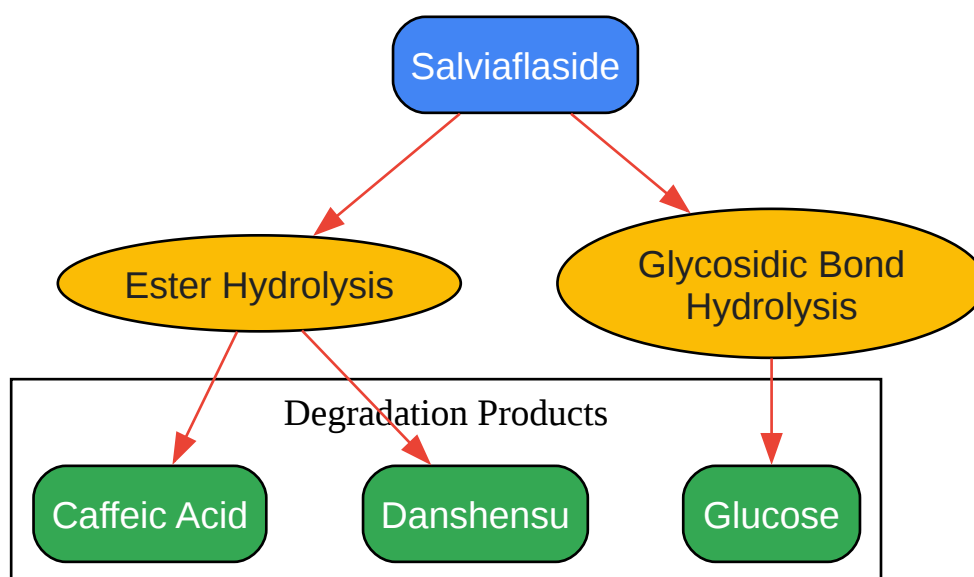 Salviaflaside
Ester Hydrolysis
Glycosidic Bond
Hydrolysis
Degradation Products
Caffeic Acid
Danshensu
Glucose